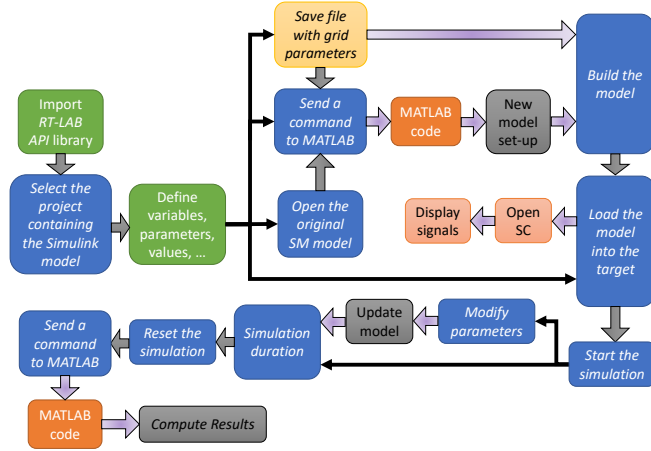 Save file
with grid
parameters
Build the
model
Import
RT-LAB
API library
Send a
command
to MATLAB
MATLAB
code
New
model
set-up
Select the
project
containing
the Simulink
model
Define
variables,
parameters,
values, ...
Open the
original
SM model
Display
signals
Open
SC
Load the
model
into the
target
Send a
command
to MATLAB
Reset the
simulation
Simulation
duration
Update
model
Modify
parameters
Start the
simulation
MATLAB
code
Compute Results